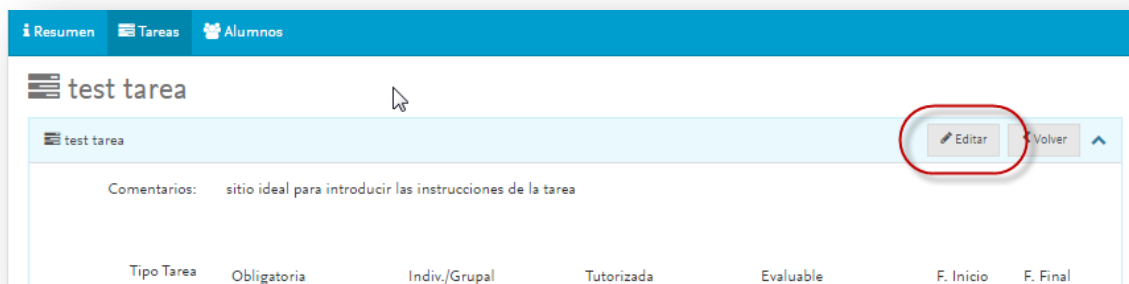 Resumen Tareas Alumnos
test tarea
test tarea Editar Volver
Comentarios: sitio ideal para introducir las instrucciones de la tarea
Tipo Tarea Obligatoria Indiv./Grupal Tutorizada Evaluable F. Inicio F. Final